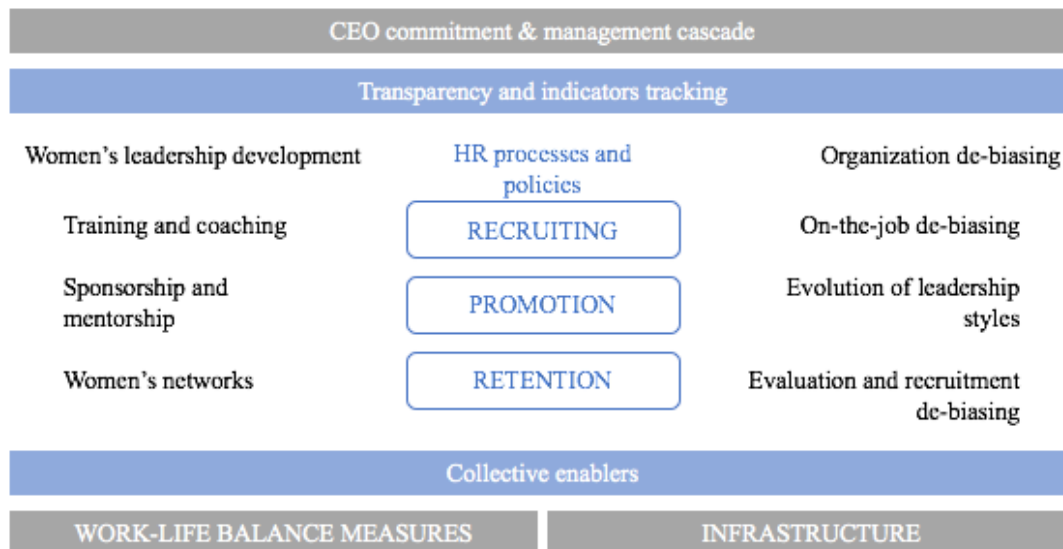 CEO commitment & management cascade
Transparency and indicators tracking
Women's leadership development
HR processes and
policies
Organization de-biasing
Training and coaching
RECRUITING
On-the-job de-biasing
Sponsorship and
mentorship
PROMOTION
Evolution of leadership
styles
Women's networks
RETENTION
Evaluation and recruitment
de-biasing
Collective enablers
WORK-LIFE BALANCE MEASURES
INFRASTRUCTURE